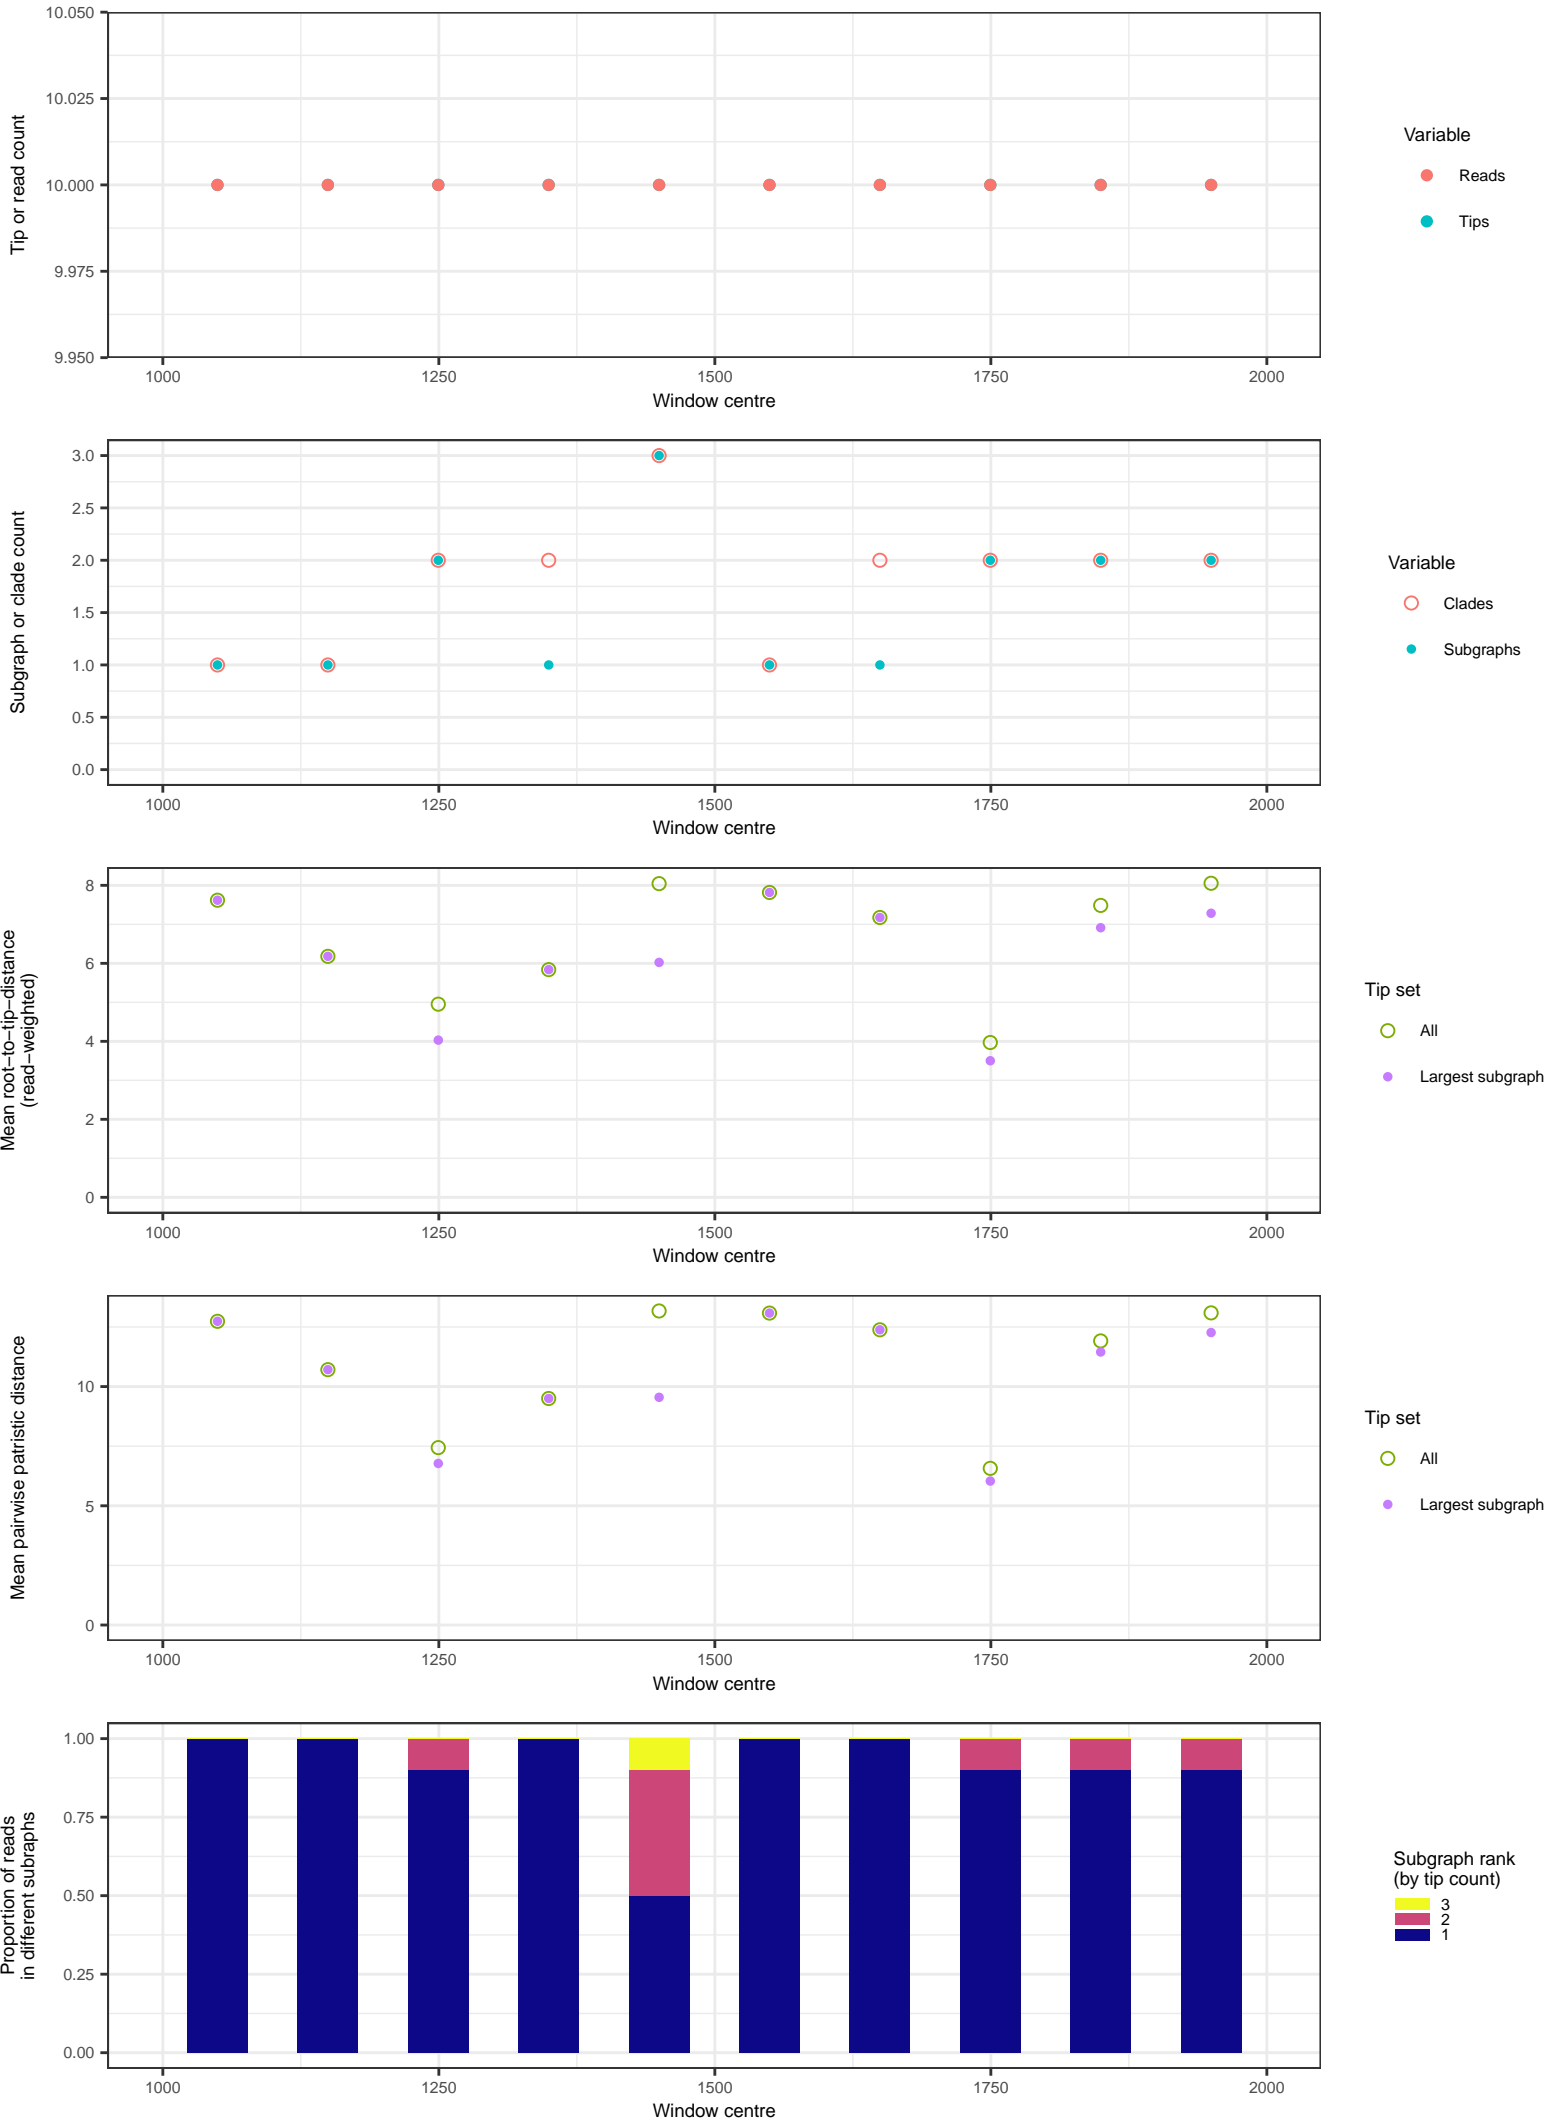 10.050
10.025
10.000
9.975
9.950
Tip or read count
1000 1250 1500 1750 2000
Window centre
Variable
Reads
Tips
3.0
2.5
2.0
1.5
1.0
0.5
0.0
Subgraph or clade count
1000 1250 1500 1750 2000
Window centre
Variable
Clades
Subgraphs
8
6
4
2
0
Mean root−to−tip−distance
(read−weighted)
1000 1250 1500 1750 2000
Window centre
Tip set
All
Largest subgraph
10
5
0
Mean pairwise patristic distance
1000 1250 1500 1750 2000
Window centre
Tip set
All
Largest subgraph
1.00
0.75
0.50
0.25
0.00
Proportion of reads
in different subraphs
1000 1250 1500 1750 2000
Window centre
Subgraph rank
(by tip count)
3
2
1